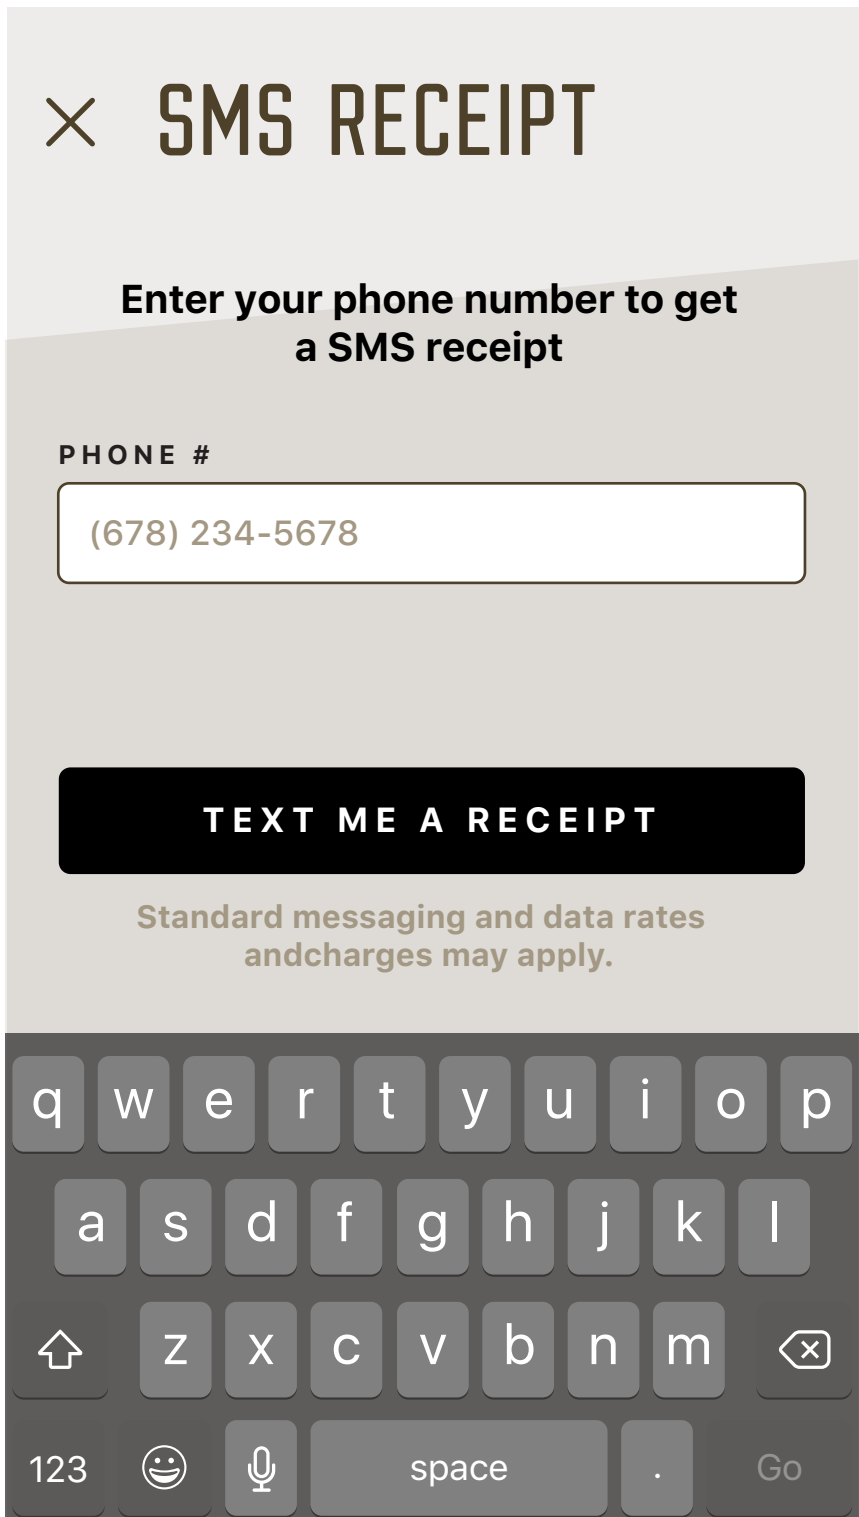 SMS RECEIPT
Enter your phone number to get
a SMS receipt
PHONE #
(678) 234-5678
TEXT ME A RECEIPT
Standard messaging and data rates
andcharges may apply.
q w e r t y u i o p
a s d f g h j k l
z x c v b n m
123 space . Go